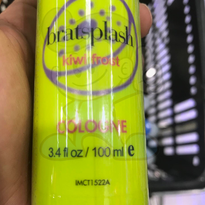 bratsplash
kiwi fruit
COLOGNE
3.4 fl oz / 100 ml e
IMCT1522A